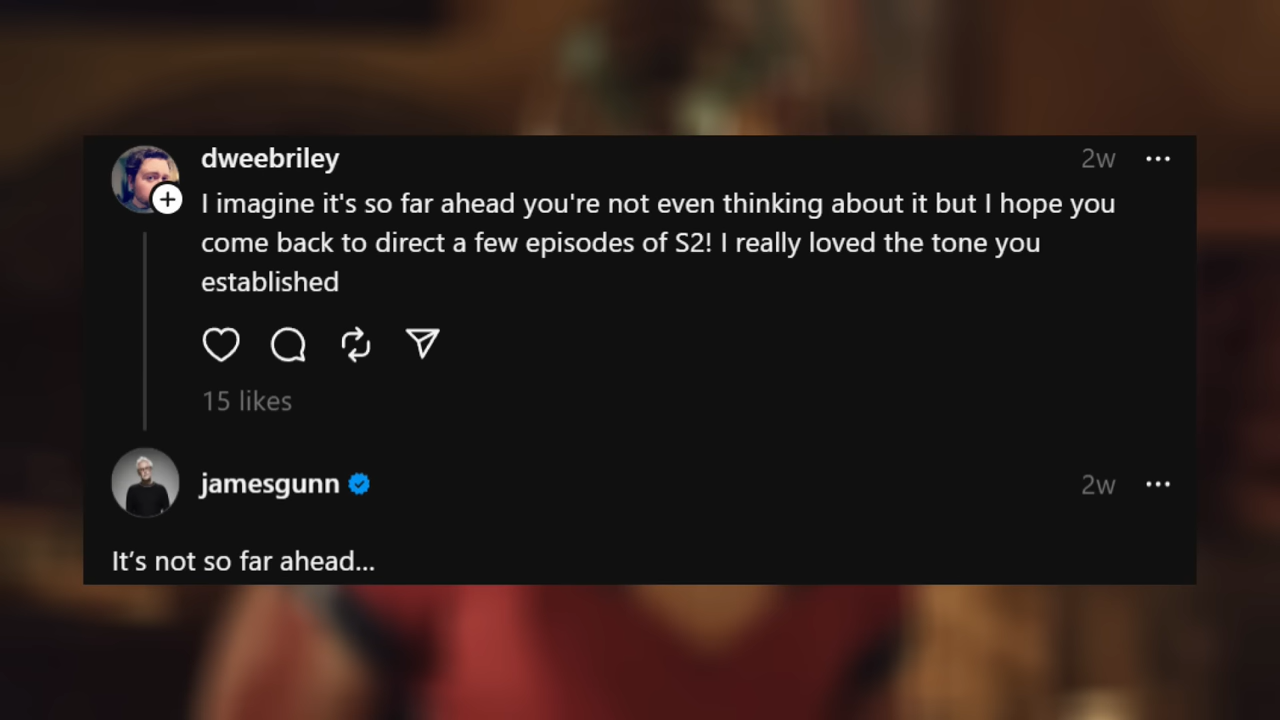 dweebriley
2w
I imagine it's so far ahead you're not even thinking about it but I hope you
come back to direct a few episodes of S2! I really loved the tone you
established
15 likes
jamesgunn
2w
It’s not so far ahead...